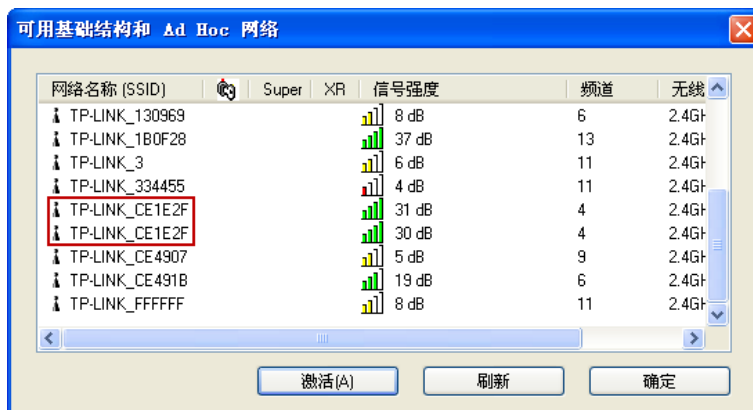 可用基础结构和 Ad Hoc 网络
网络名称 (SSID) Super XR 信号强度 频道 无线
TP-LINK_130969 8 dB 6 2.4GH
TP-LINK_1B0F28 37 dB 13 2.4GH
TP-LINK_3 6 dB 11 2.4GH
TP-LINK_334455 4 dB 11 2.4GH
TP-LINK_CE1E2F 31 dB 4 2.4GH
TP-LINK_CE1E2F 30 dB 4 2.4GH
TP-LINK_CE4907 5 dB 9 2.4GH
TP-LINK_CE491B 19 dB 6 2.4GH
TP-LINK_FFFFFF 8 dB 11 2.4GH
激活(A) 刷新 确定